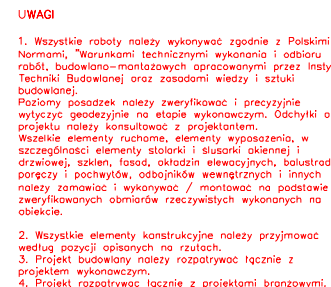 UWAGI
1. Wszystkie roboty należy wykonywać zgodnie z Polskimi
Normami, "Warunkami technicznymi wykonania i odbioru
robót, budowlano-montażowych opracowanymi przez Insty
Techniki Budowlanej oraz zasadami wiedzy i sztuki
budowlanej.
Poziomy posadzek należy zweryfikować i precyzyjnie
wytyczyć geodezyjnie na etapie wykonawczym. Odchyłki o
projektu należy konsultować z projektantem.
Wszelkie elementy ruchome, elementy wyposażenia, w
szczególności elementy stolarki i ślusarki okiennej i
drzwiowej, szkleń, fasad, okładzin elewacyjnych, balustrad
poręczy i pochwytów, odbojników wewnętrznych i innych
należy zamawiać i wykonywać / montować na podstawie
zweryfikowanych obmiarów rzeczywistych wykonanych na
obiekcie.
2. Wszystkie elementy konstrukcyjne należy przyjmować
według pozycji opisanych na rzutach.
3. Projekt budowlany należy rozpatrywać łącznie z
projektem wykonawczym.
4. Projekt rozpatrywać łącznie z projektami branżowymi.